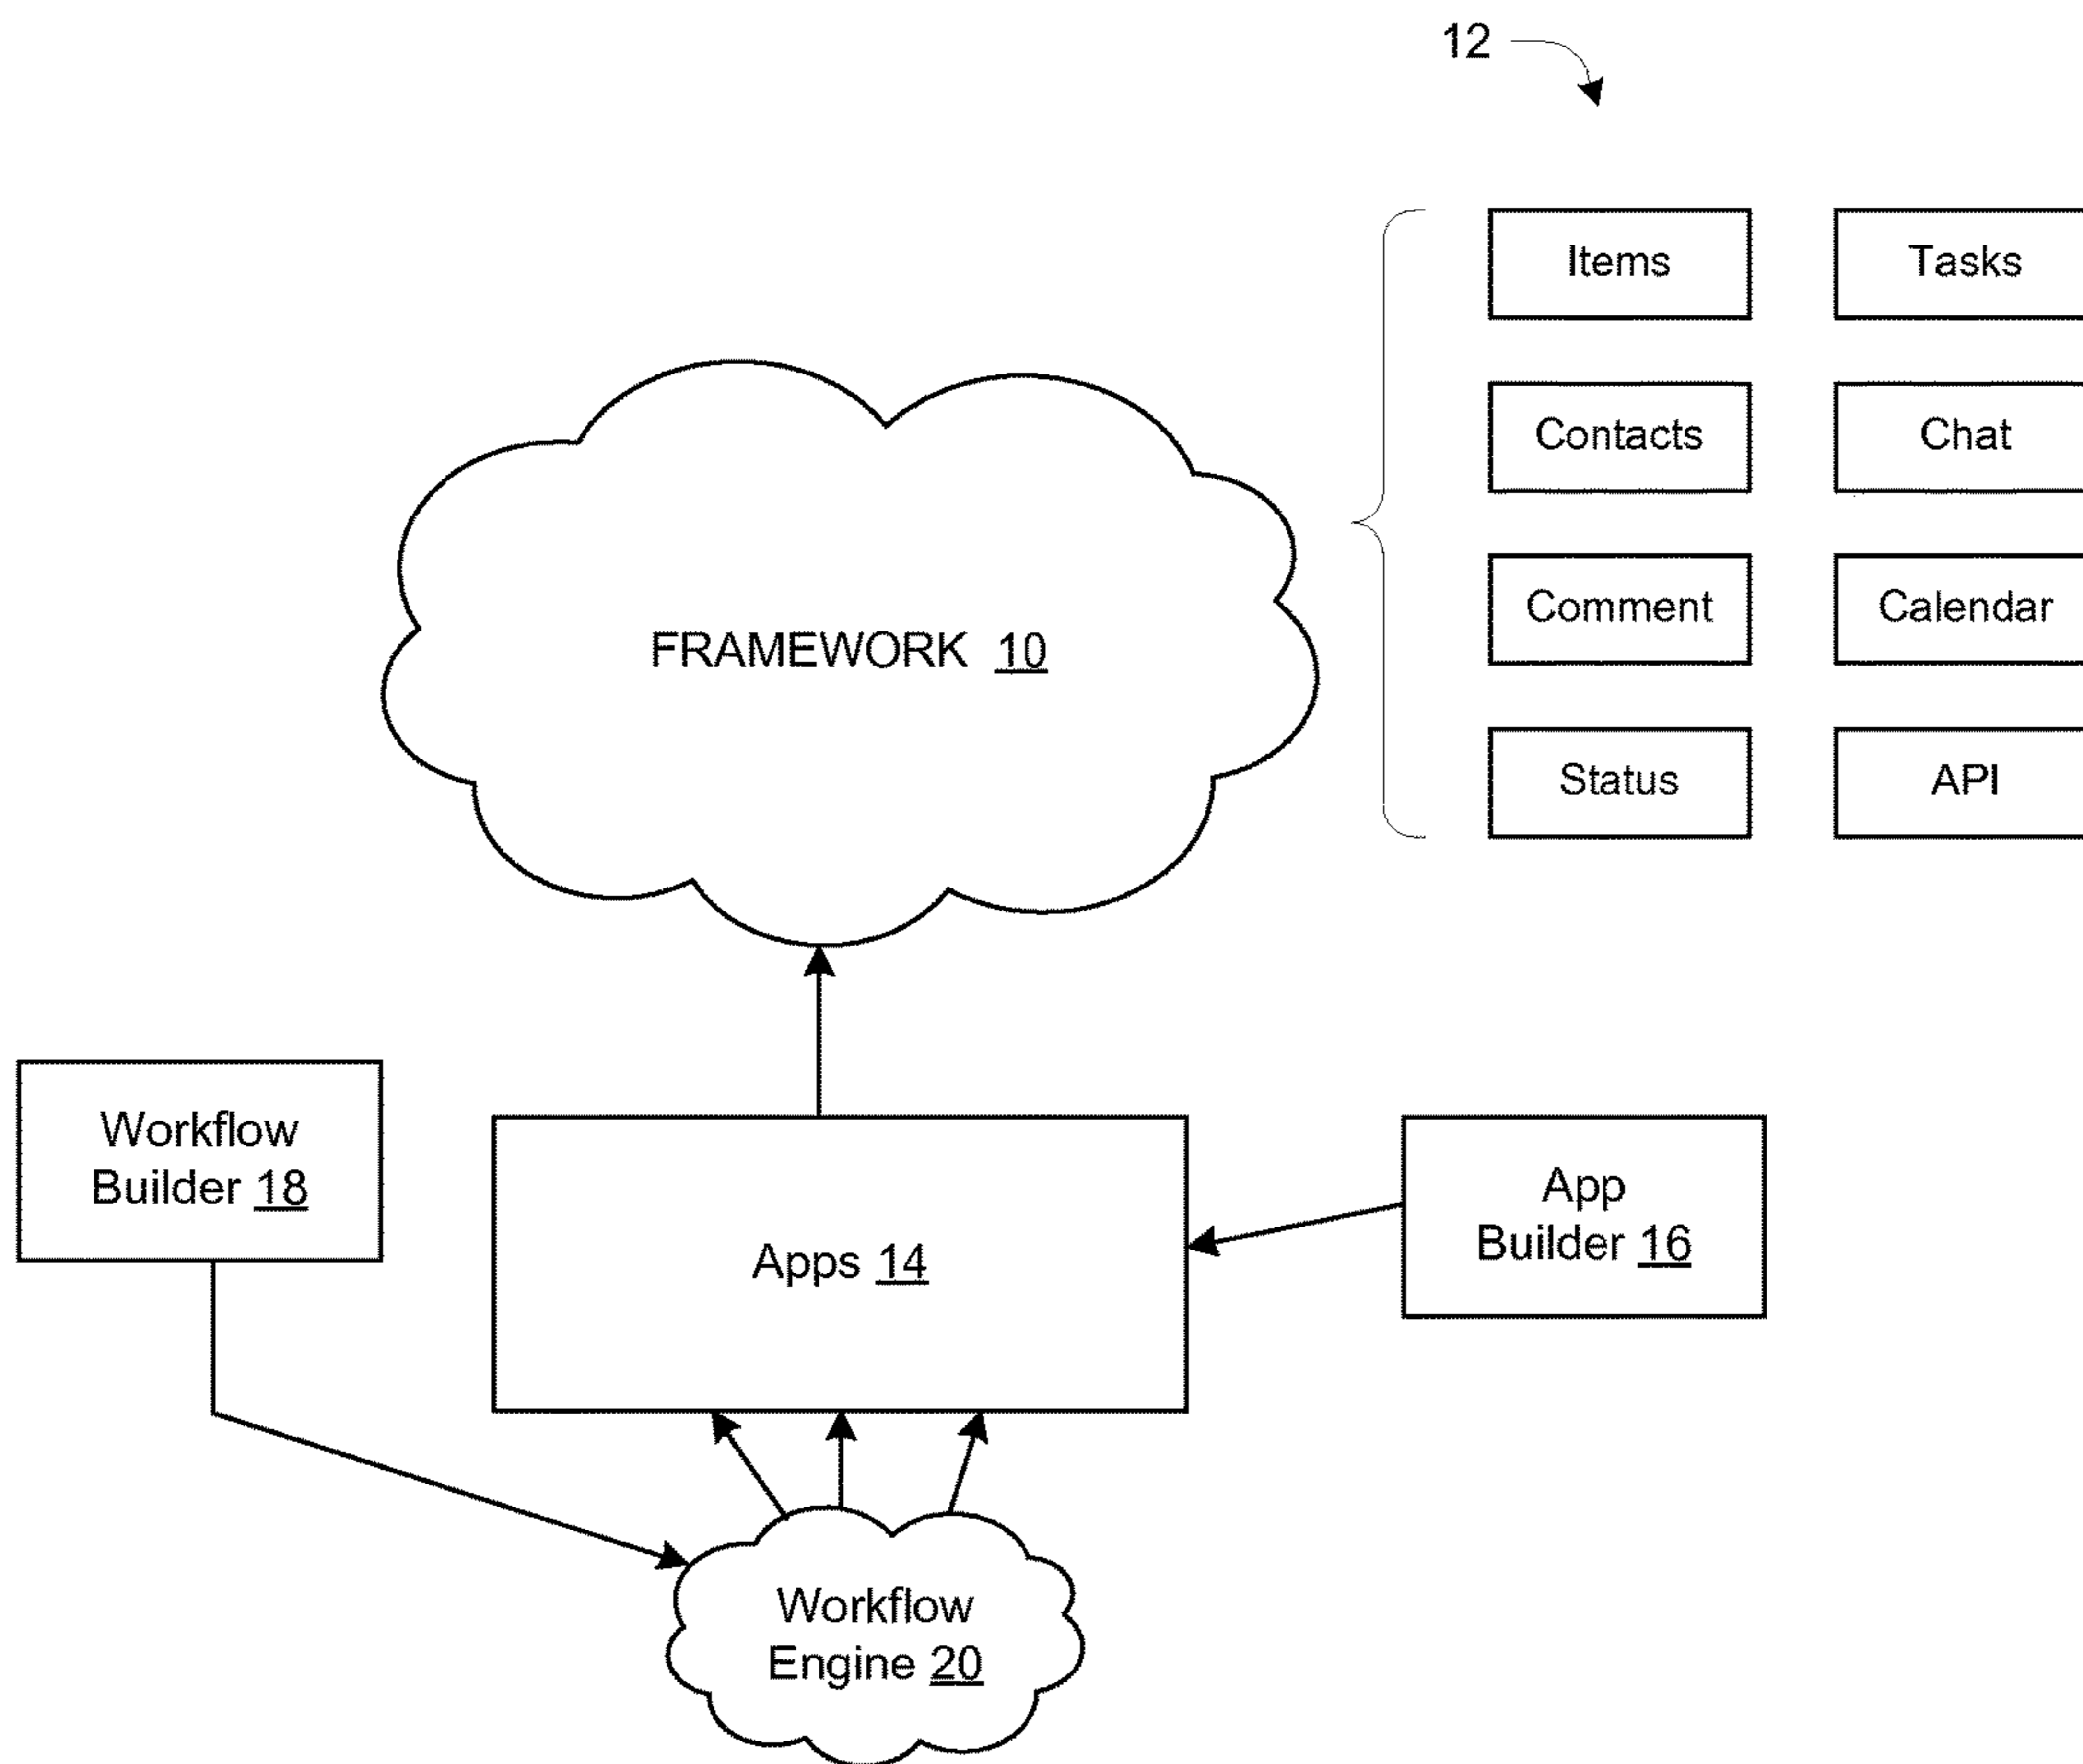 12
Items
Tasks
Contacts
Chat
FRAMEWORK 10
Comment
Calendar
Status
API
Workflow
Builder 18
Apps 14
App
Builder 16
Workflow
Engine 20